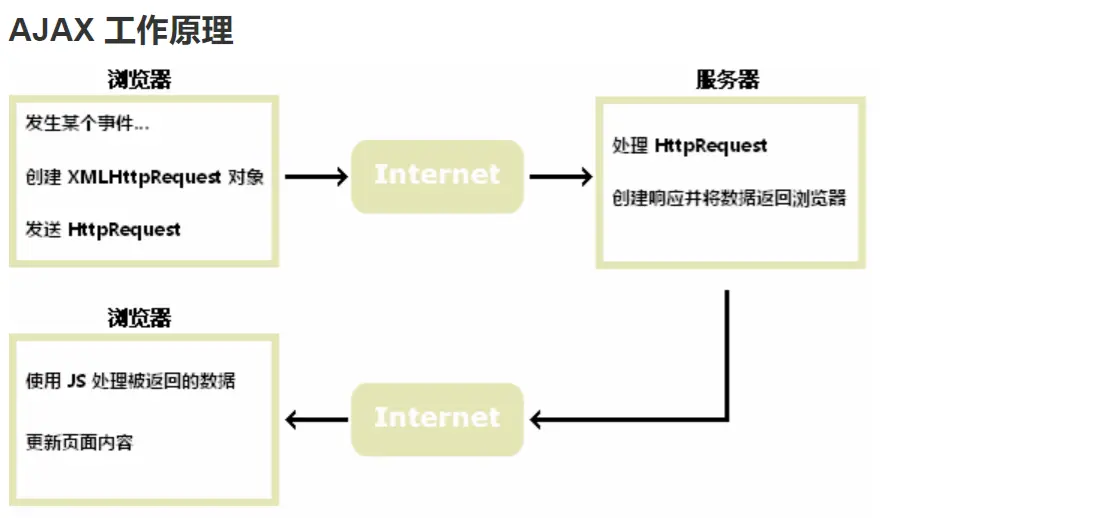 AJAX 工作原理
浏览器
发生某个事件...
创建 XMLHttpRequest 对象
发送 HttpRequest
Internet
服务器
处理 HttpRequest
创建响应并将数据返回浏览器
浏览器
使用 JS 处理被返回的数据
更新页面内容
Internet